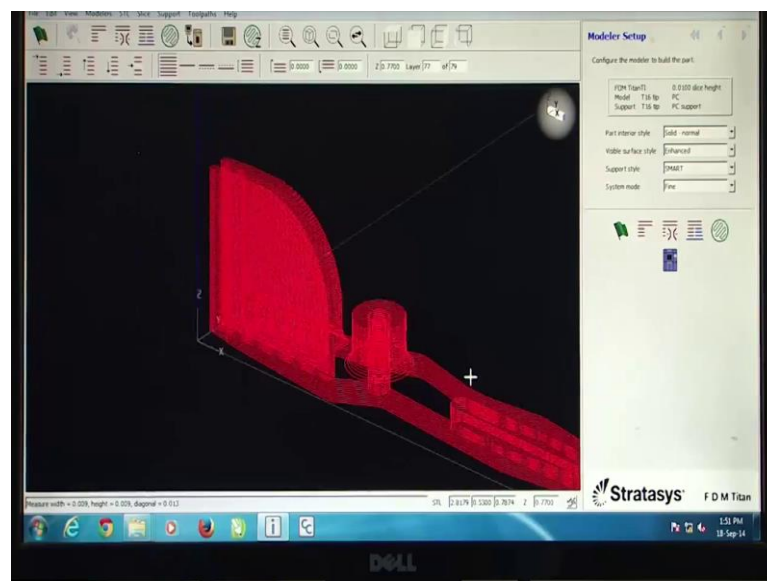 File Edit View Modelers STL Slice Support Toolpaths Help
0.0000 0.0000 Z 0.7700 Layer 77 of 79
Modeler Setup
Configure the modeler to build the part.
FDM TitanTI 0.0100 slice height
Model T16 tip PC
Support T16 tip PC support
Part interior style Solid - normal
Visible surface style Enhanced
Support style SMART
System mode Fine
Z
Y
X
Y
X
Stratasys FDM Titan
Measure width = 0.009, height = 0.009, diagonal = 0.013
STL 2.8179 0.5300 0.7874 Z 0.7700
1:51 PM
18-Sep-14
DELL